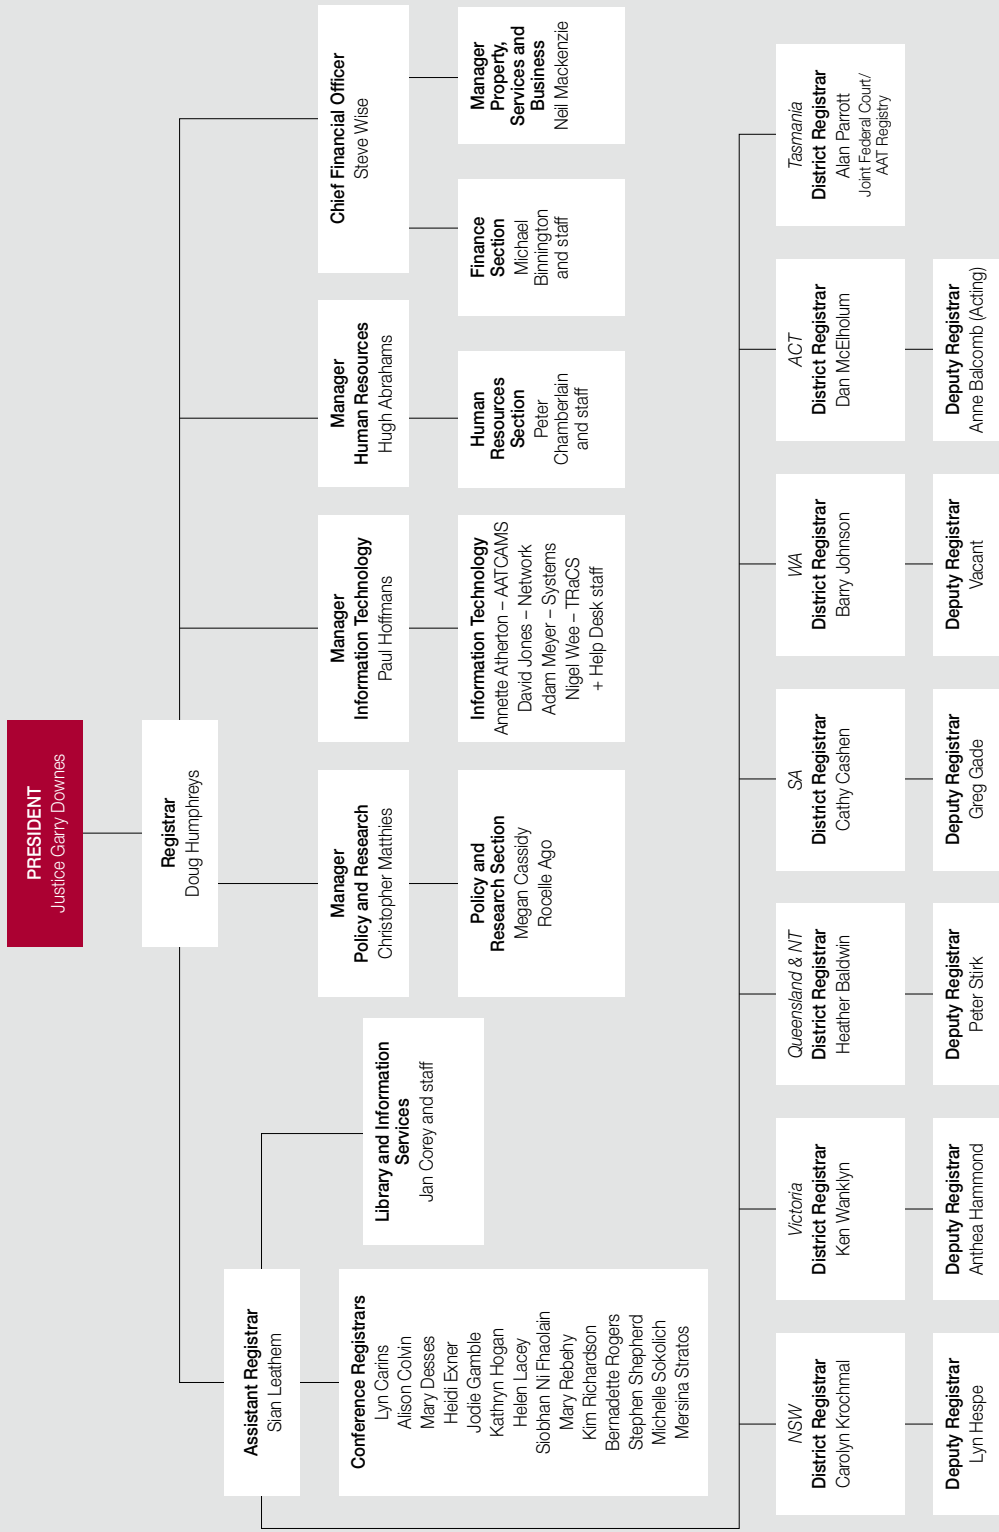 PRESIDENT
Justice Garry Downes
Registrar
Doug Humphreys
Assistant Registrar
Sian Leathem
Conference Registrars
Lyn Carins
Alison Colvin
Mary Desses
Heidi Exner
Jodie Gamble
Kathryn Hogan
Helen Lacey
Siobhan Ni Fhaolain
Mary Rebehy
Kim Richardson
Bernadette Rogers
Stephen Shepherd
Michelle Sokolich
Mersina Stratos
Library and Information
Services
Jan Corey and staff
Manager
Policy and Research
Christopher Matthies
Policy and
Research Section
Megan Cassidy
Rocelle Ago
Manager
Information Technology
Paul Hoffmans
Information Technology
Annette Atherton – AATCAMS
David Jones – Network
Adam Meyer – Systems
Nigel Wee – TRaCS
+ Help Desk staff
Manager
Human Resources
Hugh Abrahams
Human
Resources
Section
Peter
Chamberlain
and staff
Chief Financial Officer
Steve Wise
Finance
Section
Michael
Binnington
and staff
Manager
Property,
Services and
Business
Neil Mackenzie
NSW
District Registrar
Carolyn Krochmal
Deputy Registrar
Lyn Hespe
Victoria
District Registrar
Ken Wanklyn
Deputy Registrar
Anthea Hammond
Queensland & NT
District Registrar
Heather Baldwin
Deputy Registrar
Peter Stirk
SA
District Registrar
Cathy Cashen
Deputy Registrar
Greg Gade
WA
District Registrar
Barry Johnson
Deputy Registrar
Vacant
ACT
District Registrar
Dan McElholum
Deputy Registrar
Anne Balcomb (Acting)
Tasmania
District Registrar
Alan Parrott
Joint Federal Court/
AAT Registry